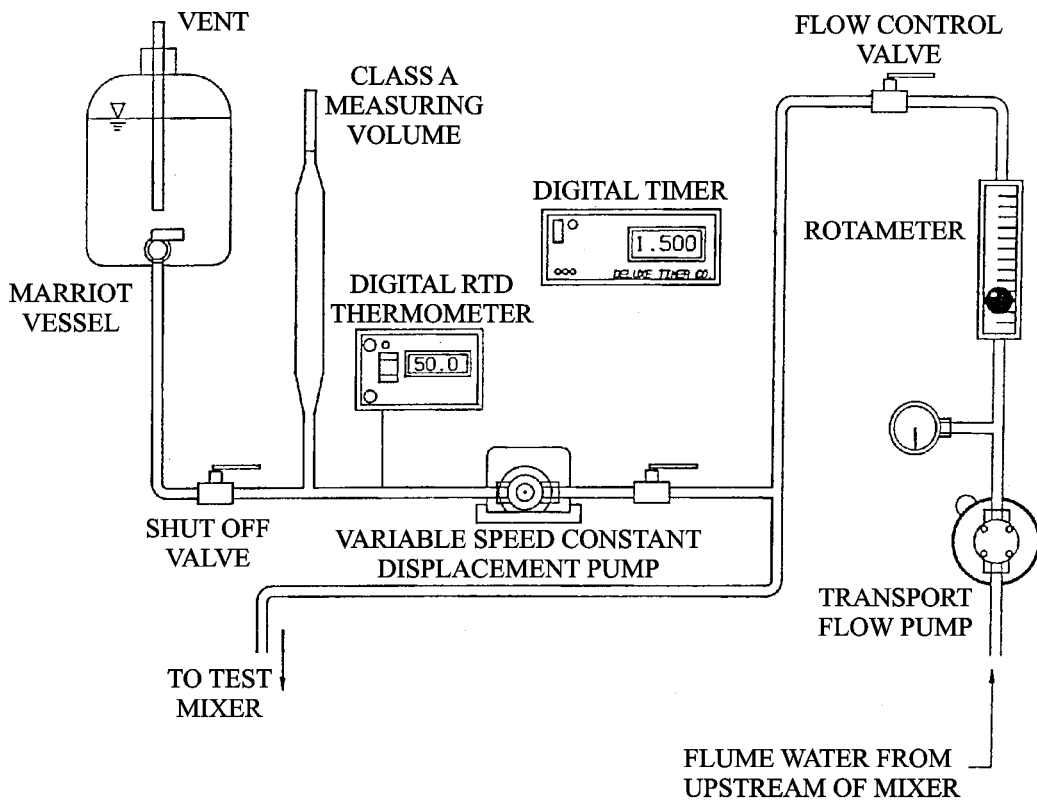 VENT
CLASS A
MEASURING
VOLUME
FLOW CONTROL
VALVE
DIGITAL TIMER
1.500
DELUXE TIMER CO.
ROTAMETER
MARRIOT
VESSEL
DIGITAL RTD
THERMOMETER
50.0
SHUT OFF
VALVE
VARIABLE SPEED CONSTANT
DISPLACEMENT PUMP
TRANSPORT
FLOW PUMP
TO TEST
MIXER
FLUME WATER FROM
UPSTREAM OF MIXER